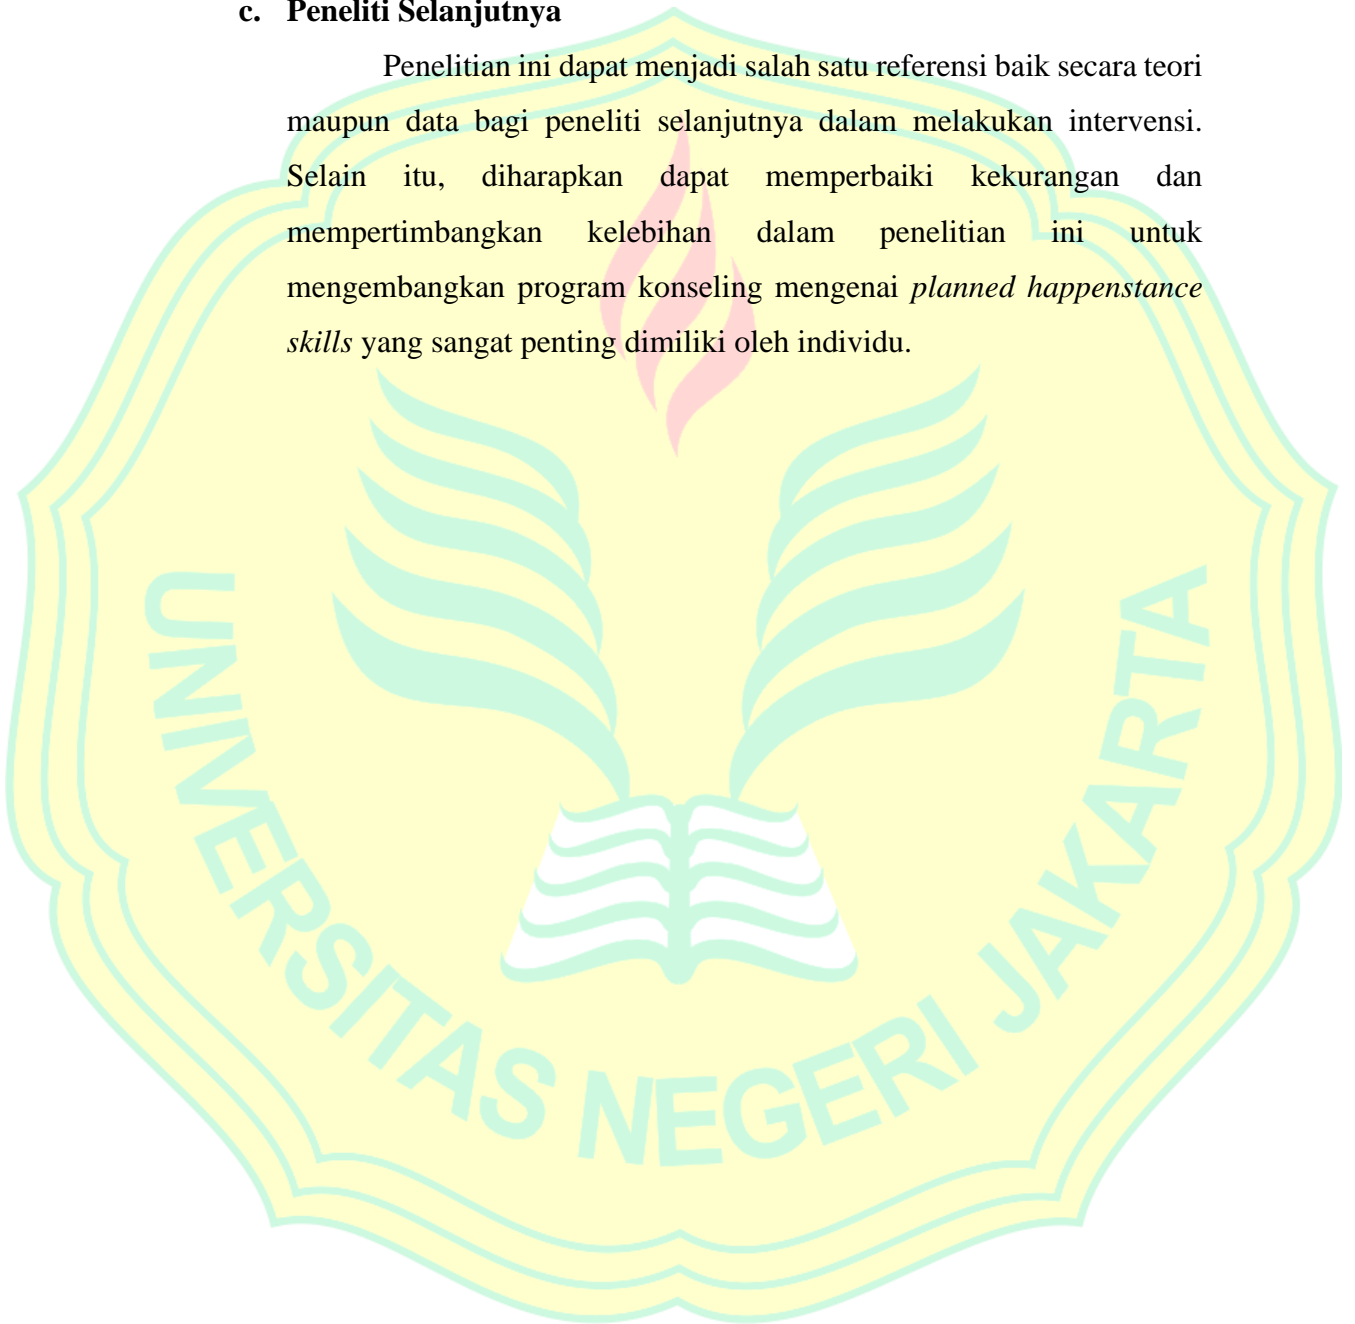 c. Peneliti Selanjutnya
Penelitian ini dapat menjadi salah satu referensi baik secara teori
maupun data bagi peneliti selanjutnya dalam melakukan intervensi.
Selain itu, diharapkan dapat memperbaiki kekurangan dan
mempertimbangkan kelebihan dalam penelitian ini untuk
mengembangkan program konseling mengenai planned happenstance
skills yang sangat penting dimiliki oleh individu.
UNIVERSITAS NEGERI JAKARTA